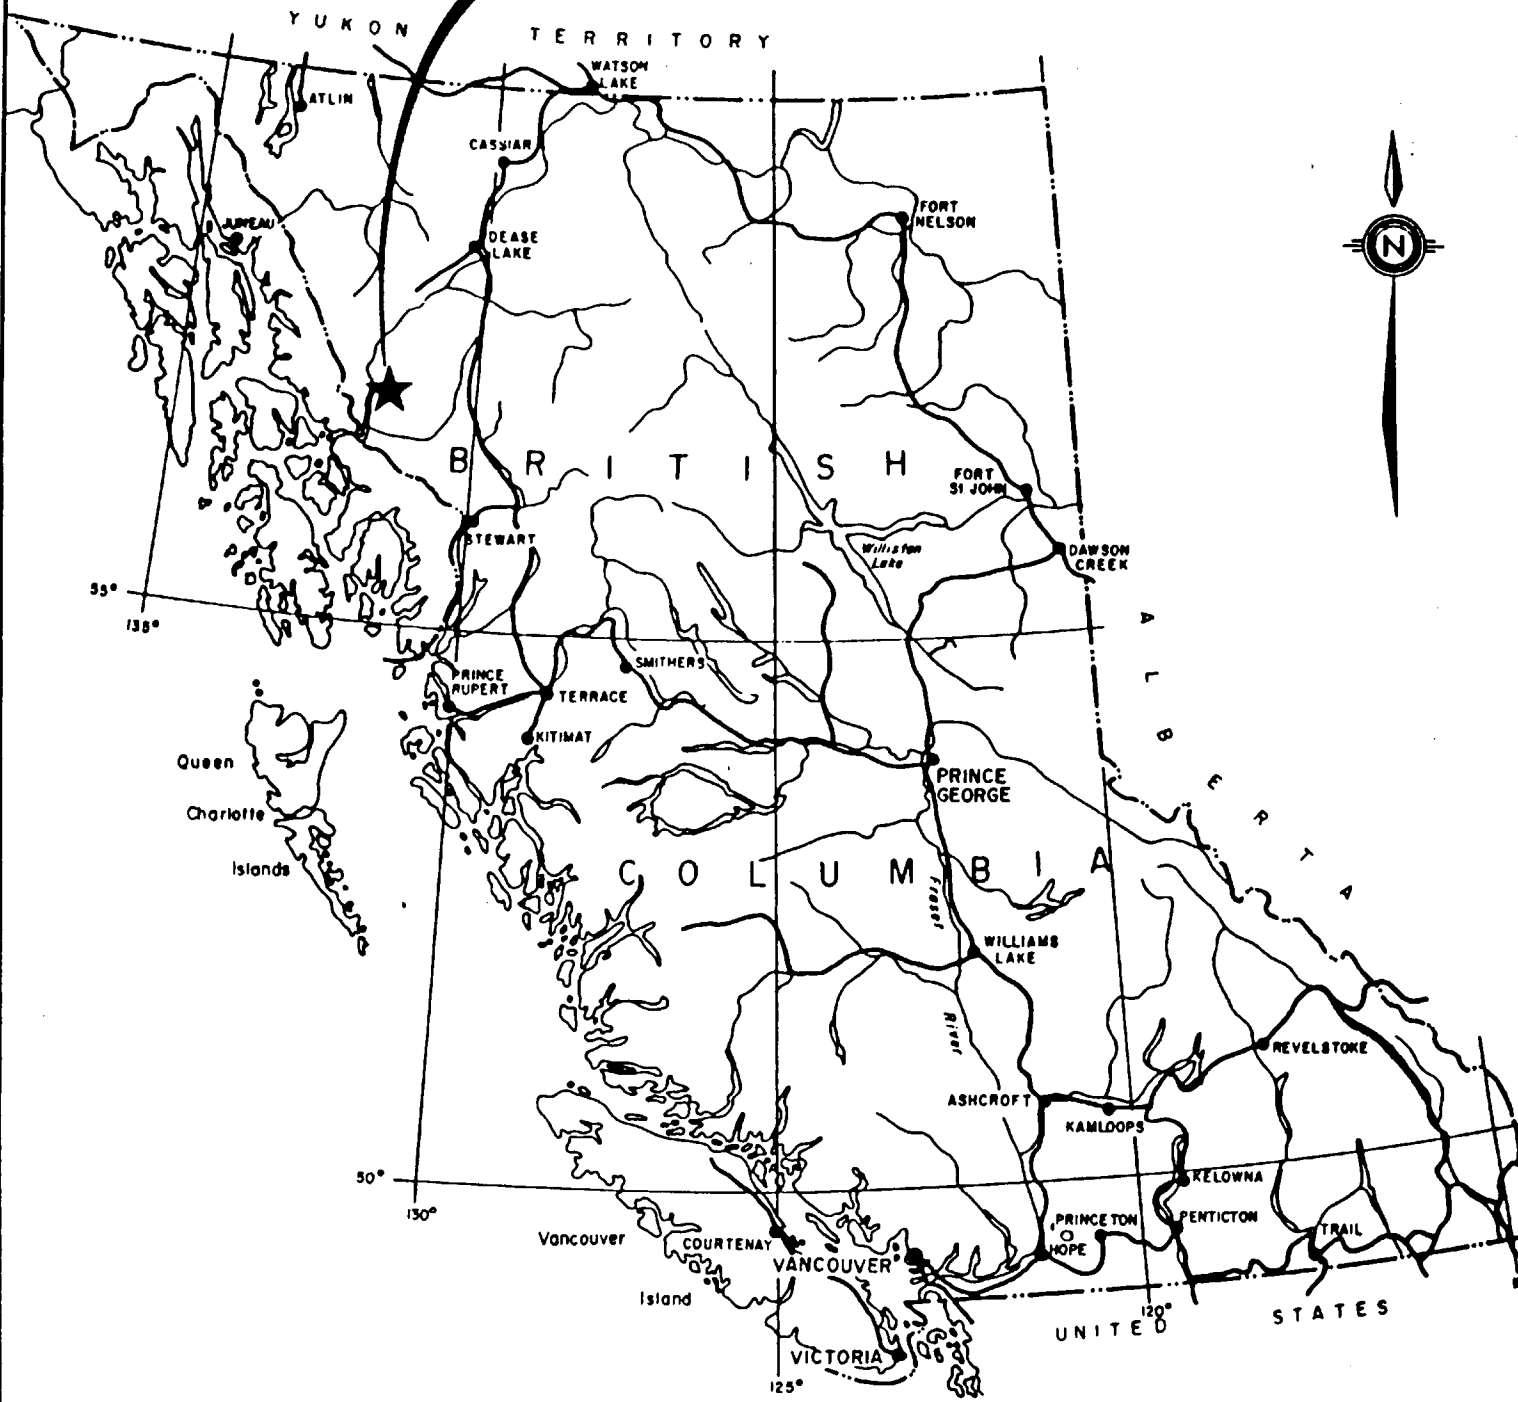 YUKON TERRITORY
WATSON
LAKE
ATLIN
CASSIAR
FORT
NELSON
JUNEAU
DEASE
LAKE
N
BRITISH
FORT
ST JOHN
STEWART
Williston
Lake
DAWSON
CREEK
55°
135°
ALBERTA
SMITHERS
PRINCE
RUPERT
TERRACE
KITIMAT
Queen
Charlotte
Islands
PRINCE
GEORGE
COLUMBIA
Fraser
River
WILLIAMS
LAKE
REVELSTOKE
ASHCROFT
KAMLOOPS
50°
130°
KELOWNA
PENTICTON
PRINCETON
HOPE
TRAIL
Vancouver
Island
COURTENAY
VANCOUVER
120°
UNITED STATES
VICTORIA
125°